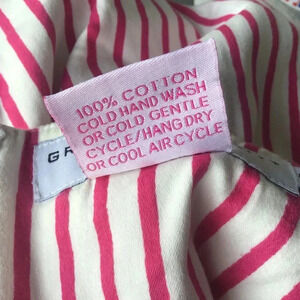 100% COTTON
COLD HAND WASH
OR COLD GENTLE
CYCLE/HANG DRY
OR COOL AIR CYCLE